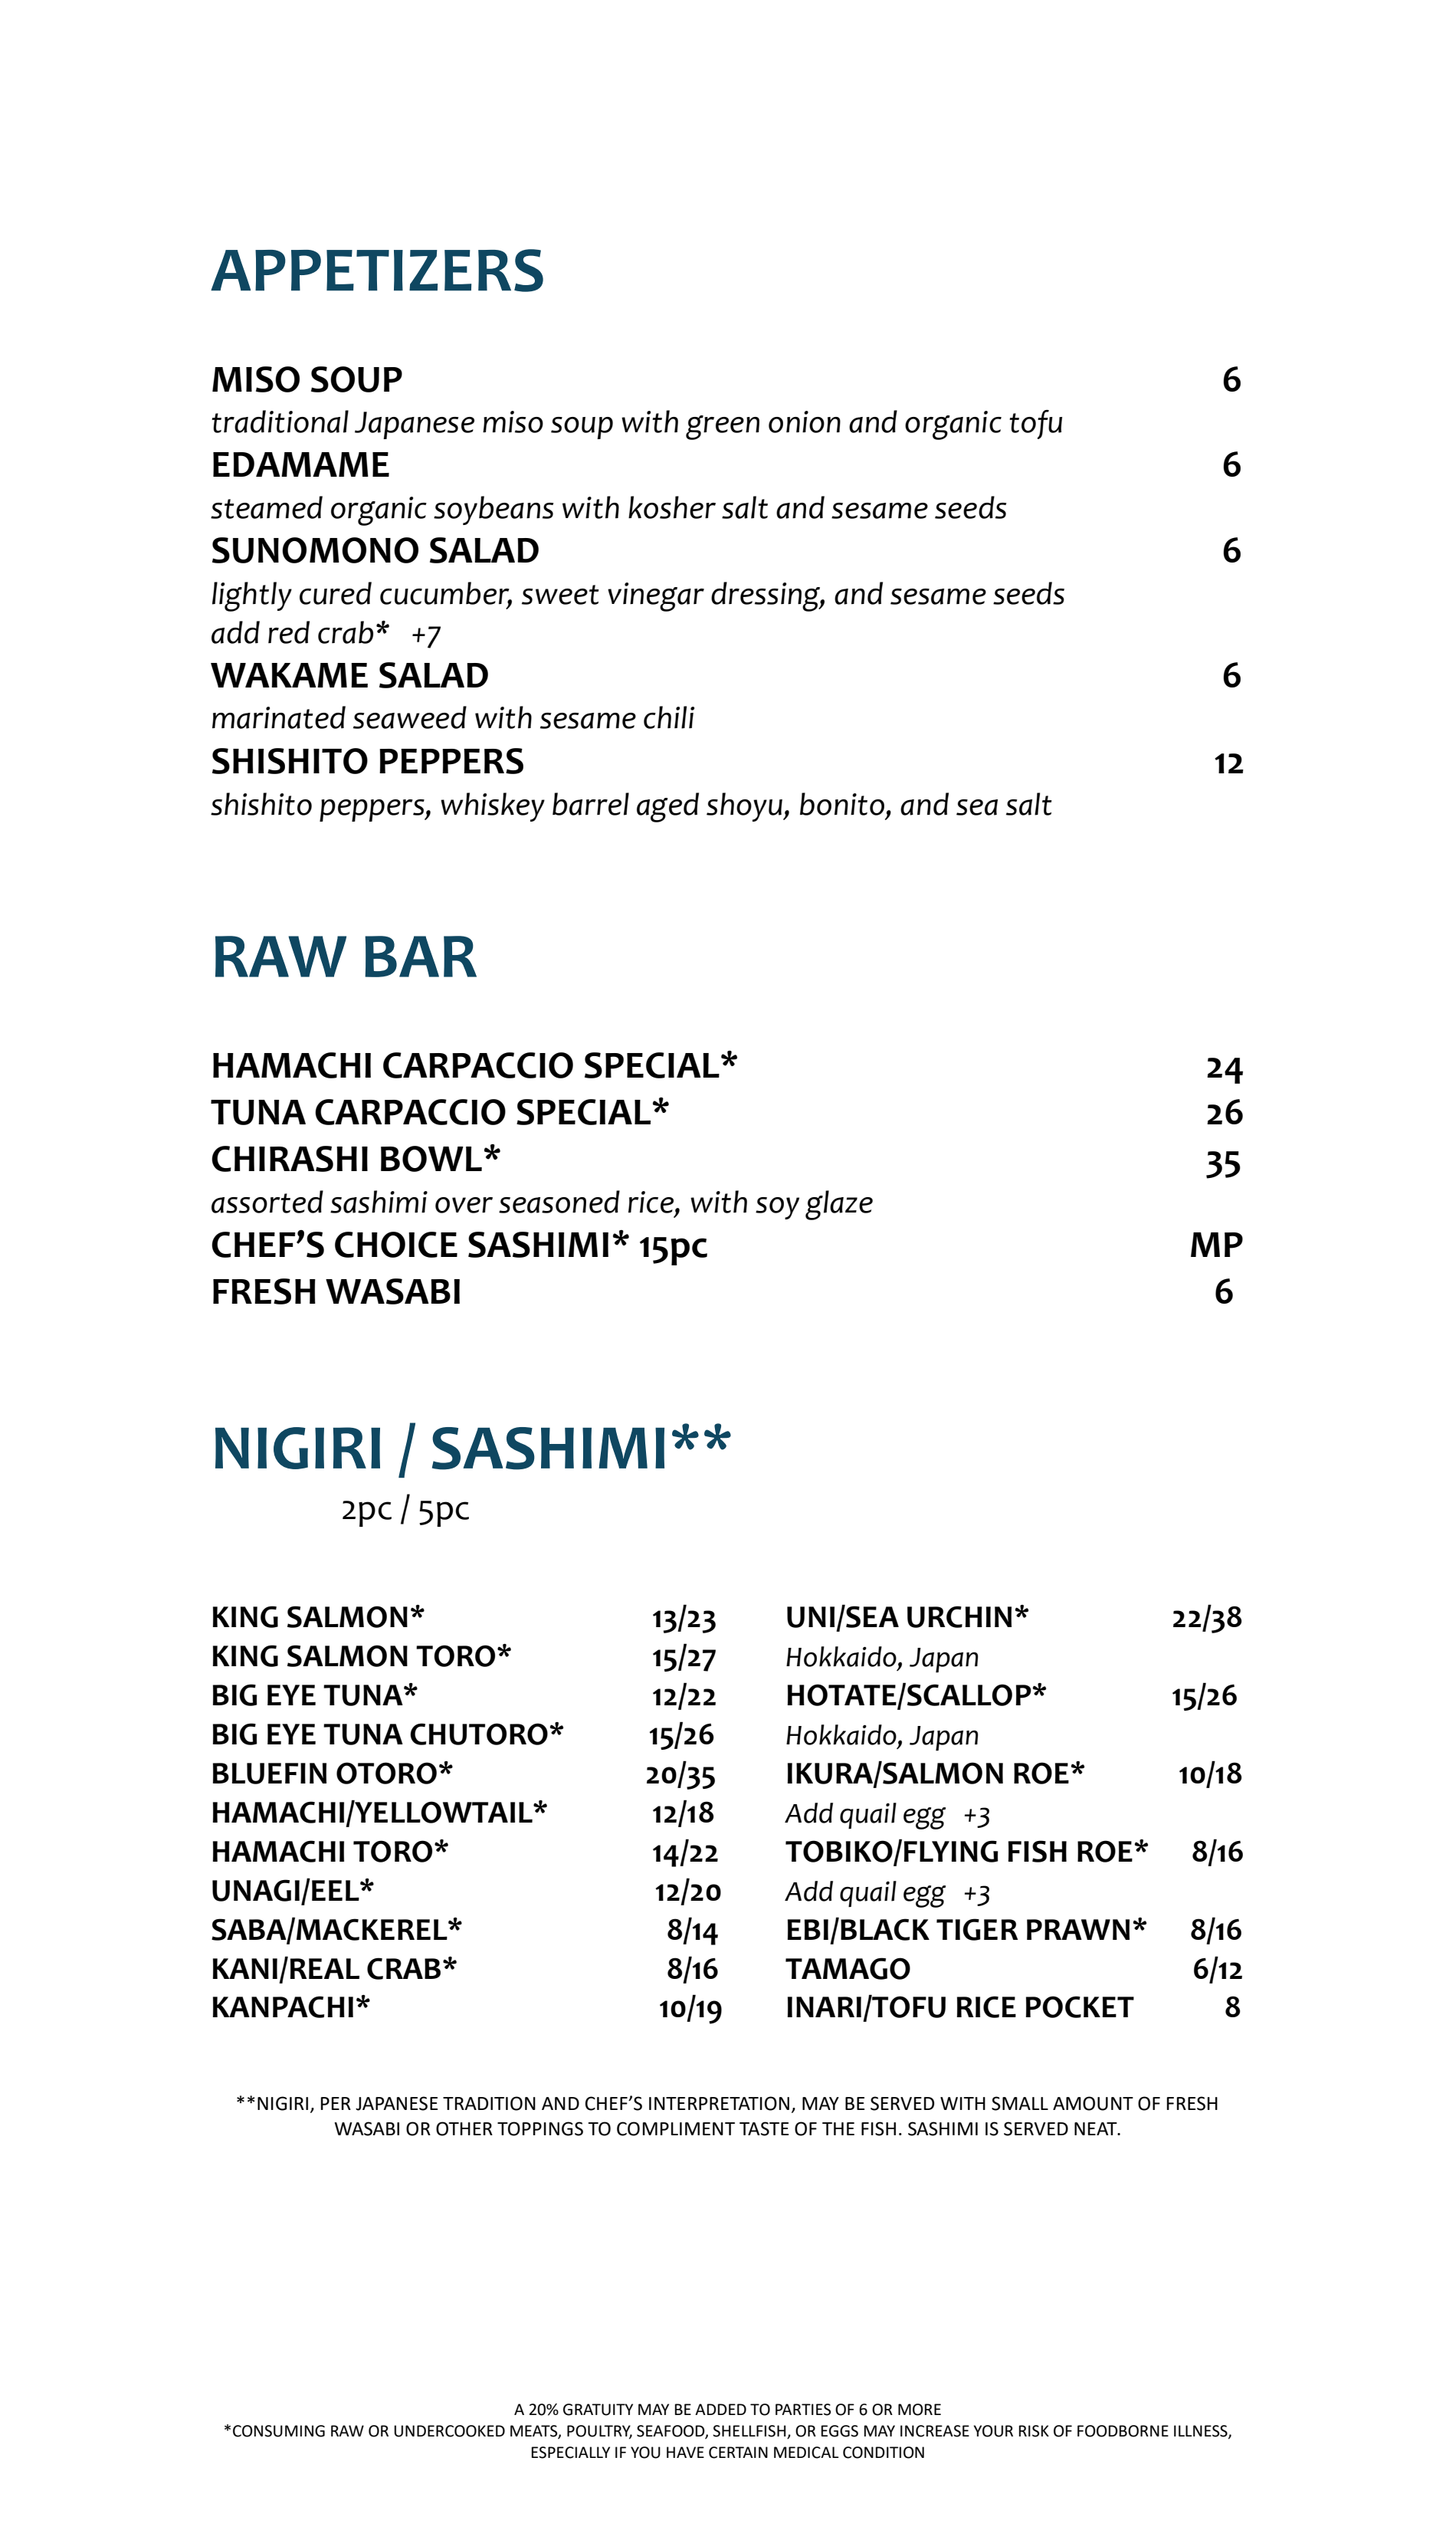 APPETIZERS
MISO SOUP 6
traditional Japanese miso soup with green onion and organic tofu
EDAMAME 6
steamed organic soybeans with kosher salt and sesame seeds
SUNOMONO SALAD 6
lightly cured cucumber, sweet vinegar dressing, and sesame seeds
add red crab* +7
WAKAME SALAD 6
marinated seaweed with sesame chili
SHISHITO PEPPERS 12
shishito peppers, whiskey barrel aged shoyu, bonito, and sea salt
RAW BAR
HAMACHI CARPACCIO SPECIAL* 24
TUNA CARPACCIO SPECIAL* 26
CHIRASHI BOWL* 35
assorted sashimi over seasoned rice, with soy glaze
CHEF’S CHOICE SASHIMI* 15pc MP
FRESH WASABI 6
NIGIRI / SASHIMI**
2pc / 5pc
KING SALMON* 13/23
KING SALMON TORO* 15/27
BIG EYE TUNA* 12/22
BIG EYE TUNA CHUTORO* 15/26
BLUEFIN OTORO* 20/35
HAMACHI/YELLOWTAIL* 12/18
HAMACHI TORO* 14/22
UNAGI/EEL* 12/20
SABA/MACKEREL* 8/14
KANI/REAL CRAB* 8/16
KANPACHI* 10/19
UNI/SEA URCHIN* 22/38
Hokkaido, Japan
HOTATE/SCALLOP* 15/26
Hokkaido, Japan
IKURA/SALMON ROE* 10/18
Add quail egg +3
TOBIKO/FLYING FISH ROE* 8/16
Add quail egg +3
EBI/BLACK TIGER PRAWN* 8/16
TAMAGO 6/12
INARI/TOFU RICE POCKET 8
**NIGIRI, PER JAPANESE TRADITION AND CHEF’S INTERPRETATION, MAY BE SERVED WITH SMALL AMOUNT OF FRESH
WASABI OR OTHER TOPPINGS TO COMPLIMENT TASTE OF THE FISH. SASHIMI IS SERVED NEAT.
A 20% GRATUITY MAY BE ADDED TO PARTIES OF 6 OR MORE
*CONSUMING RAW OR UNDERCOOKED MEATS, POULTRY, SEAFOOD, SHELLFISH, OR EGGS MAY INCREASE YOUR RISK OF FOODBORNE ILLNESS,
ESPECIALLY IF YOU HAVE CERTAIN MEDICAL CONDITION